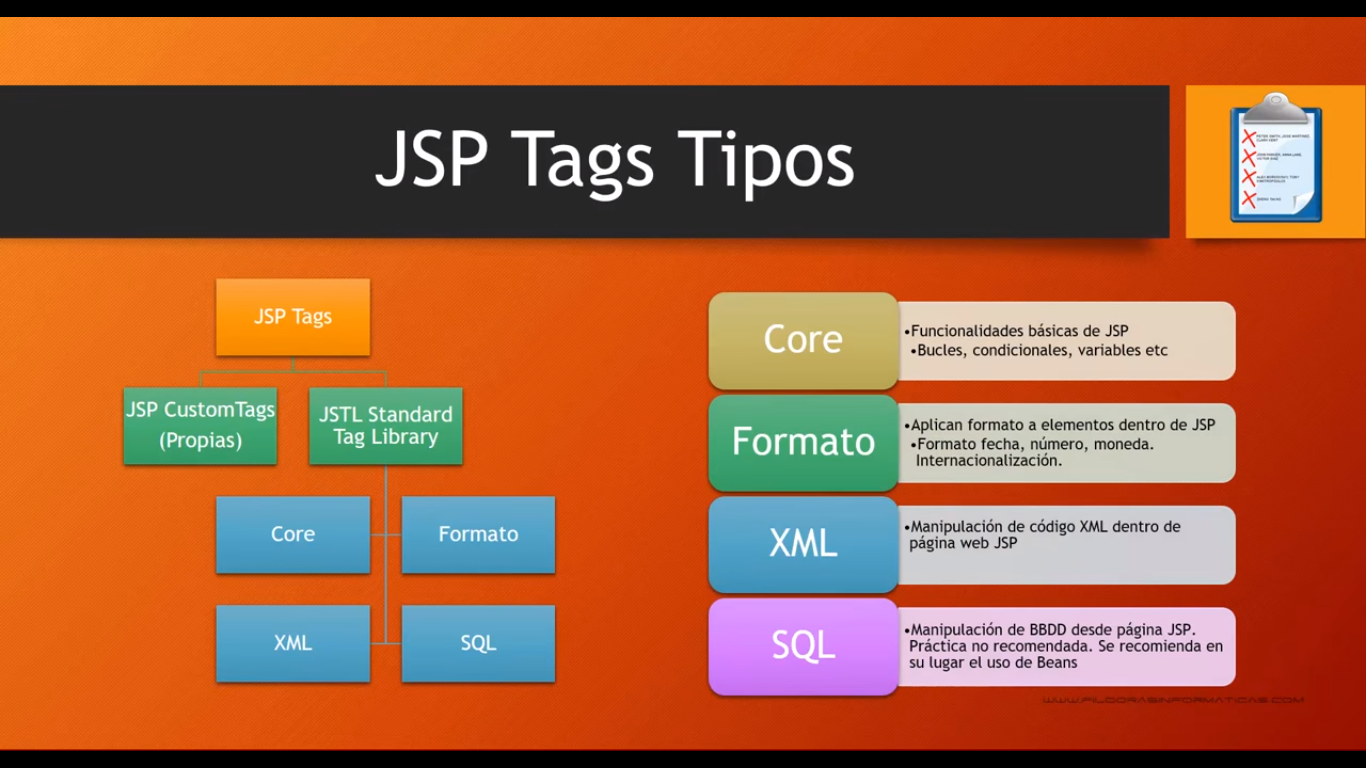 JSP Tags Tipos
JSP Tags
JSP CustomTags
(Propias)
JSTL Standard
Tag Library
Core
Formato
XML
SQL
Core
•Funcionalidades básicas de JSP
•Bucles, condicionales, variables etc
Formato
•Aplican formato a elementos dentro de JSP
•Formato fecha, número, moneda.
Internacionalización.
XML
•Manipulación de código XML dentro de
página web JSP
SQL
•Manipulación de BBDD desde página JSP.
Práctica no recomendada. Se recomienda en
su lugar el uso de Beans
WWW.PILDORASINFORMATICAS.COM